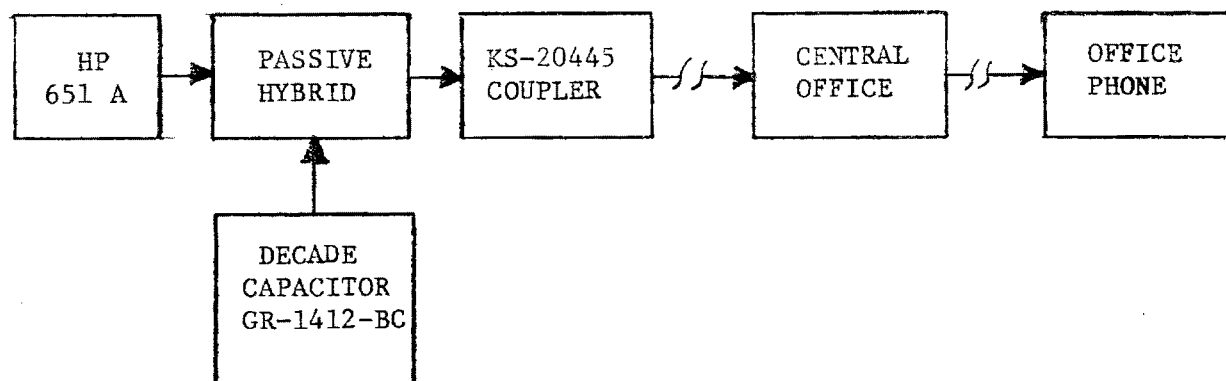 HP
651 A
PASSIVE
HYBRID
KS-20445
COUPLER
CENTRAL
OFFICE
OFFICE
PHONE
DECADE
CAPACITOR
GR-1412-BC